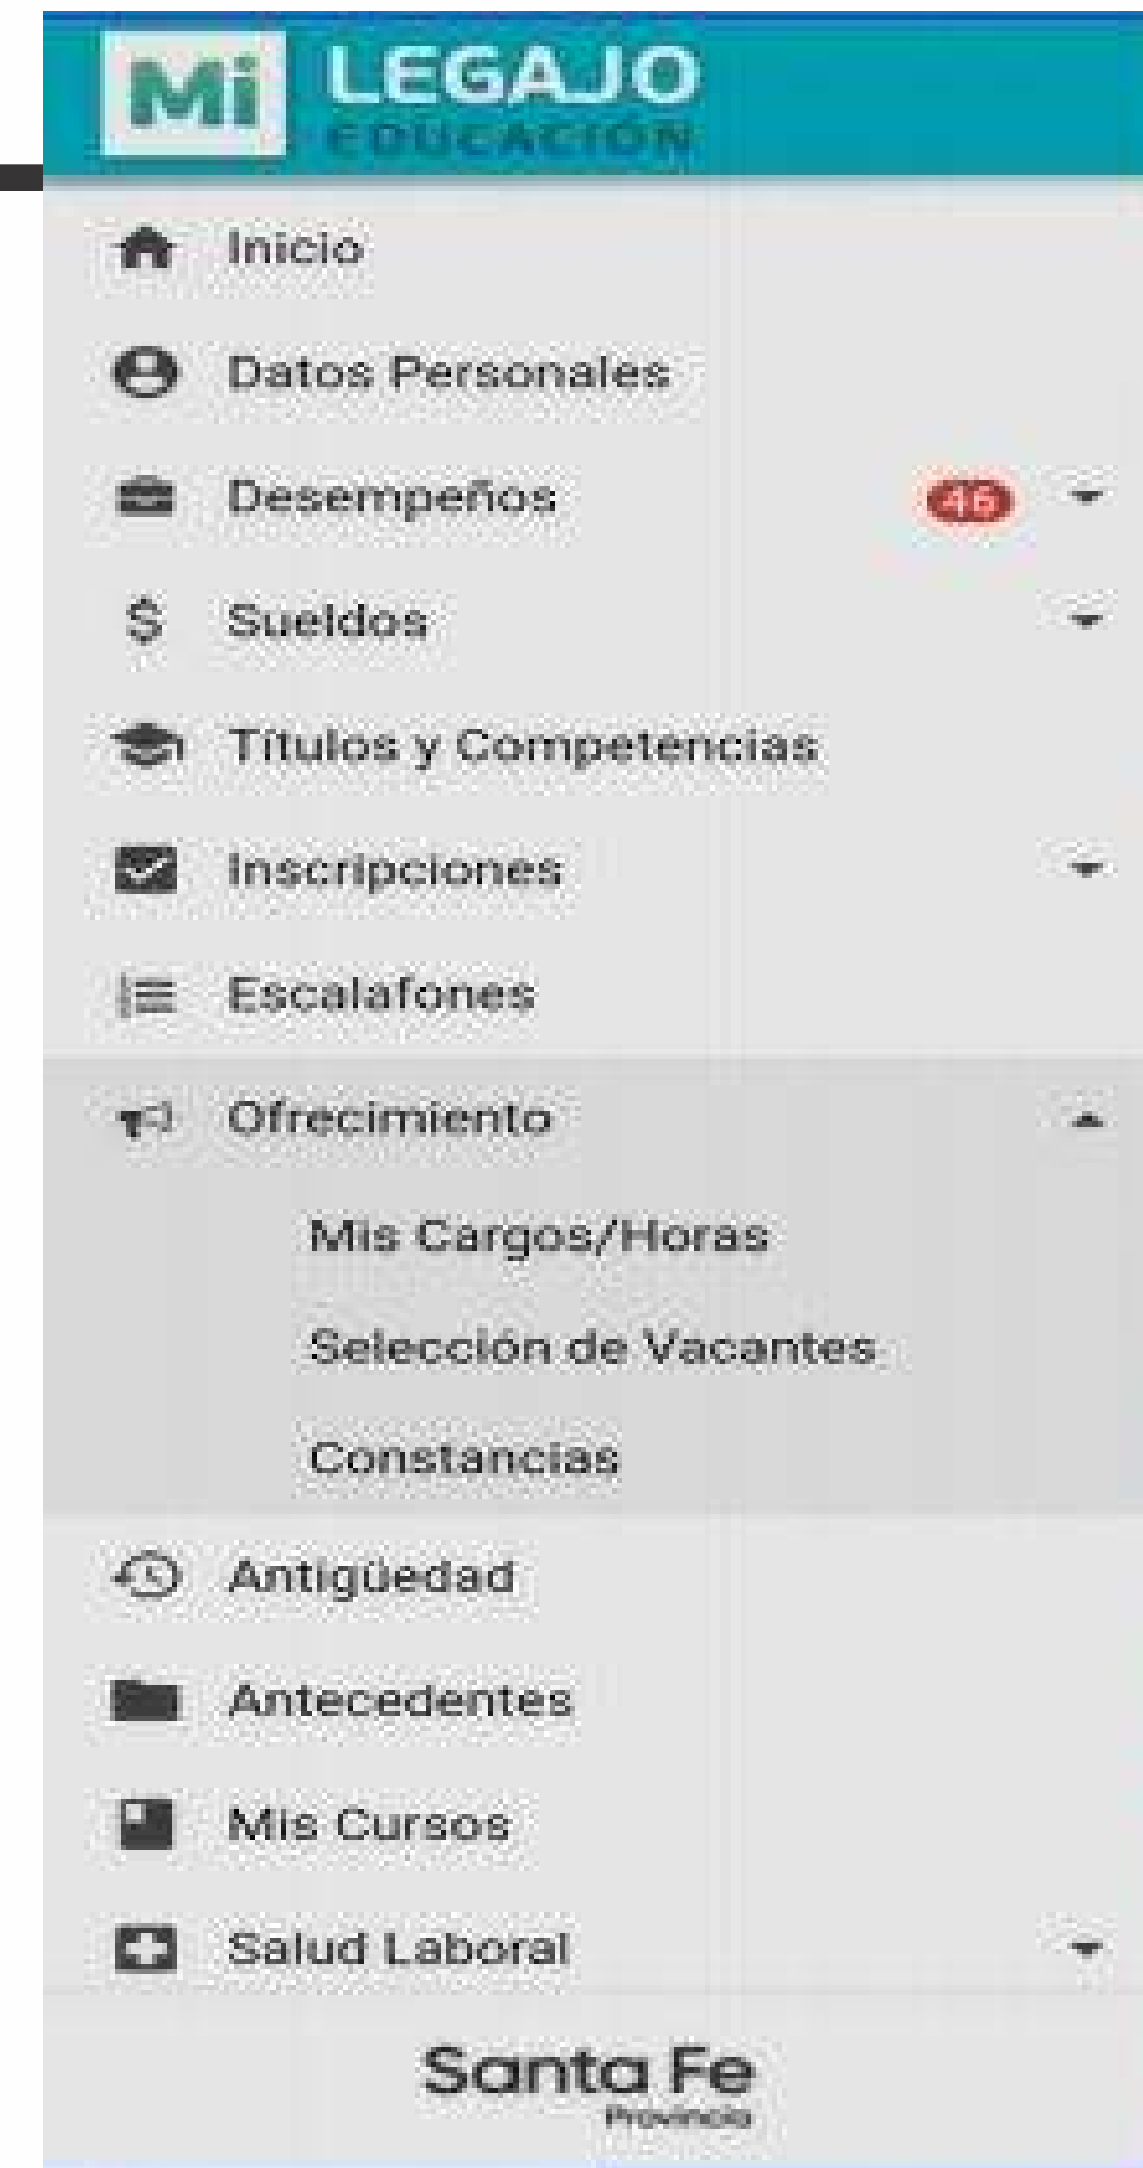 Mi LEGAJO
EDUCACIÓN
Inicio
Datos Personales
Desempeños 46
Sueldos
Títulos y Competencias
Inscripciones
Escalafones
Ofrecimiento
Mis Cargos/Horas
Selección de Vacantes
Constancias
Antigüedad
Antecedentes
Mis Cursos
Salud Laboral
Santa Fe
Provincia